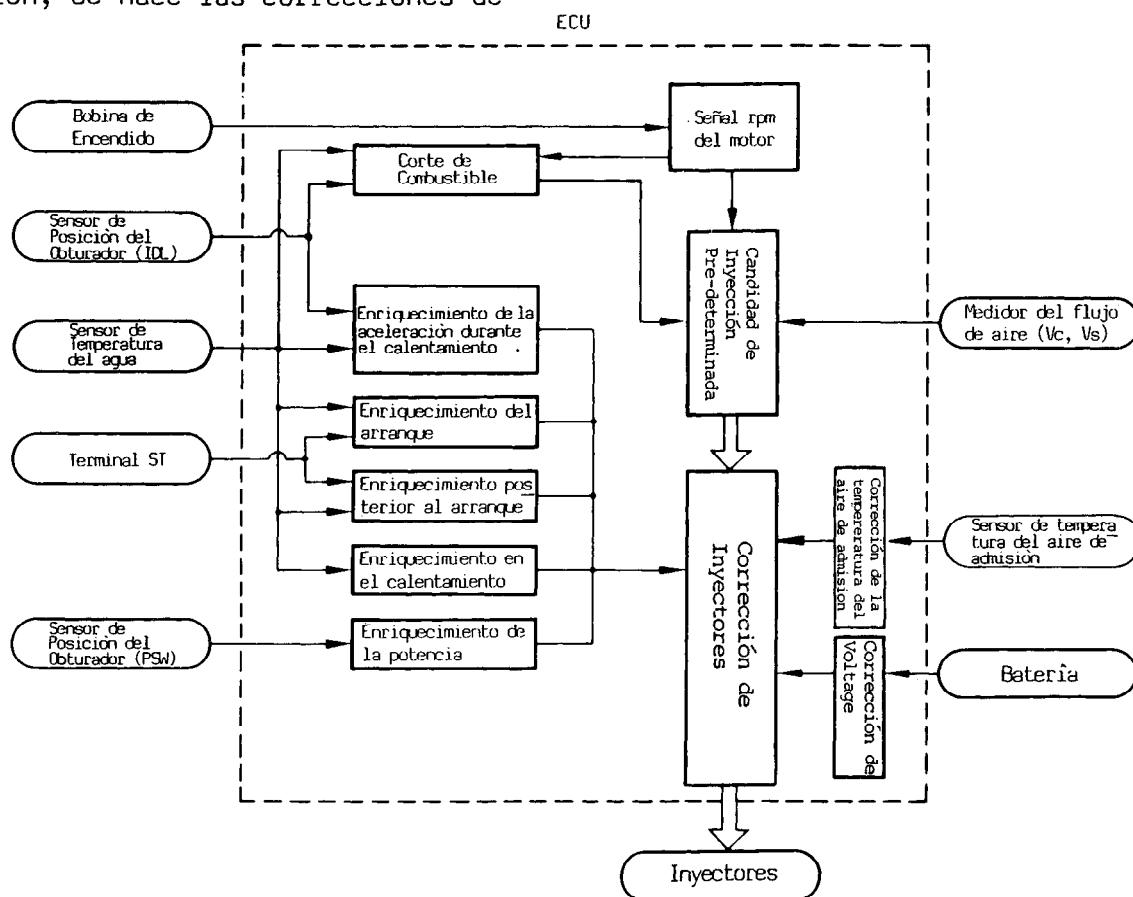 ión, se hace las correcciones de
ECU
Bobina de
Encendido
Señal rpm
del motor
Corte de
Combustible
Sensor de
Posición del
Obturador (IDL)
Candidad de
Inyección
Pre-determinada
Enriquecimiento de la
aceleración durante
el calentamiento .
Sensor de
Temperatura
del agua
Medidor del flujo
de aire (Vc, Vs)
Enriquecimiento del
arranque
Terminal ST
Enriquecimiento pos
terior al arranque
Corrección de
Inyectores
Corrección de la
tempereratura del
aire de admision
Sensor de tempera
tura del aire de
admisión
Enriquecimiento en
el calentamiento
Sensor de
Posición del
Obturador (PSW)
Enriquecimiento de
la potencia
Corrección de
Voltage
Batería
Inyectores